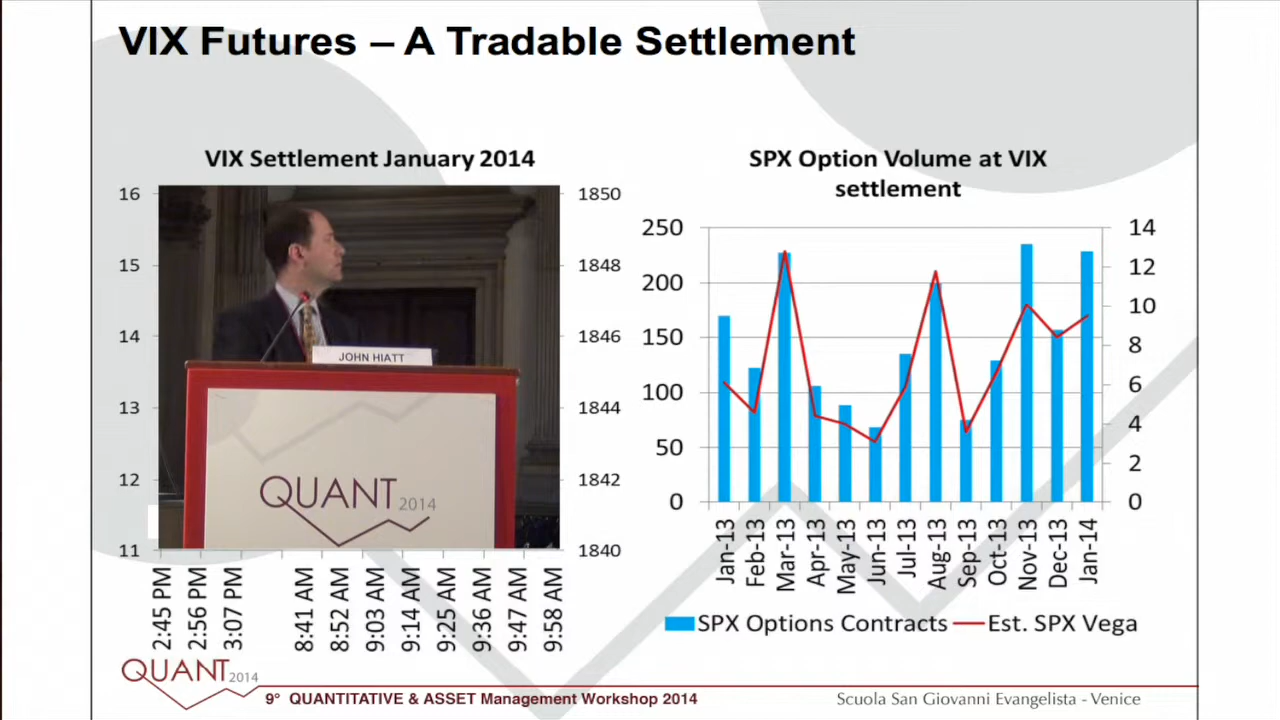 VIX Futures – A Tradable Settlement
VIX Settlement January 2014
16
15
14
13
12
11
1850
1848
1846
1844
1842
1840
2:45 PM
2:56 PM
3:07 PM
8:41 AM
8:52 AM
9:03 AM
9:14 AM
9:25 AM
9:36 AM
9:47 AM
9:58 AM
JOHN HIATT
QUANT 2014
SPX Option Volume at VIX
settlement
250
200
150
100
50
0
14
12
10
8
6
4
2
0
Jan-13
Feb-13
Mar-13
Apr-13
May-13
Jun-13
Jul-13
Aug-13
Sep-13
Oct-13
Nov-13
Dec-13
Jan-14
SPX Options Contracts
Est. SPX Vega
QUANT 2014
9° QUANTITATIVE & ASSET Management Workshop 2014
Scuola San Giovanni Evangelista - Venice